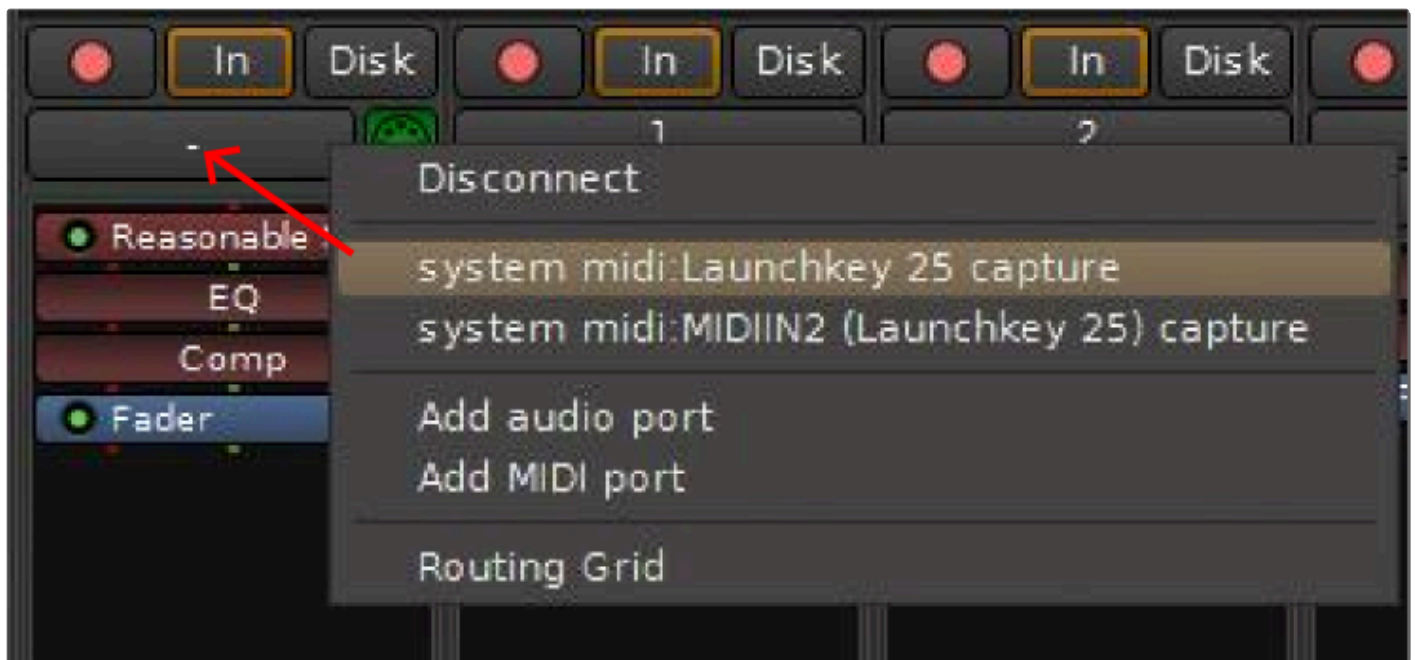 In Disk In Disk In Disk
- 1 2
Disconnect
Reasonable
system midi:Launchkey 25 capture
EQ
system midi:MIDIIN2 (Launchkey 25) capture
Comp
Fader
Add audio port
Add MIDI port
Routing Grid